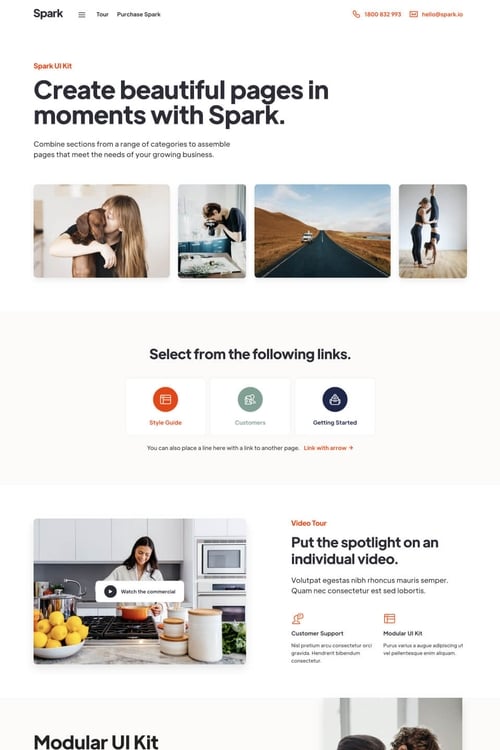 Spark
Tour
Purchase Spark
1800 832 993
hello@spark.io
Spark UI Kit
Create beautiful pages in
moments with Spark.
Combine sections from a range of categories to assemble
pages that meet the needs of your growing business.
Select from the following links.
Style Guide
Customers
Getting Started
You can also place a line here with a link to another page. Link with arrow →
Video Tour
Put the spotlight on an
individual video.
Volutpat egestas nibh rhoncus mauris semper.
Quam nec consectetur est sed lobortis.
Watch the commercial
Customer Support
Nisl pretium arcu consectetur orci
gravida. Hendrerit bibendum
consectetur.
Modular UI Kit
Purus varius a augue adipiscing ut
vel pellentesque enim aliquam.
Modular UI Kit